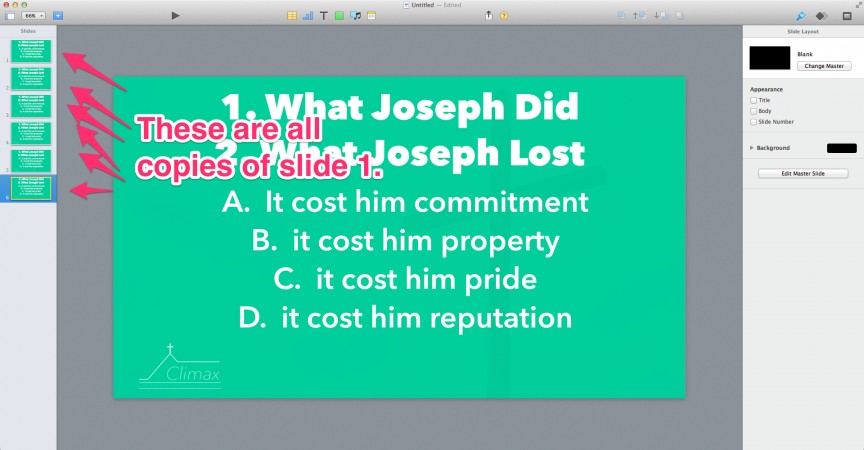 Untitled — Edited
66%
Slides
Slide Layout
1
2
3
4
5
6
Blank
Change Master
Appearance
Title
Body
Slide Number
Background
Edit Master Slide
1. What Joseph Did
2. What Joseph Lost
A. It cost him commitment
B. it cost him property
C. it cost him pride
D. it cost him reputation
Climax
These are all
copies of slide 1.